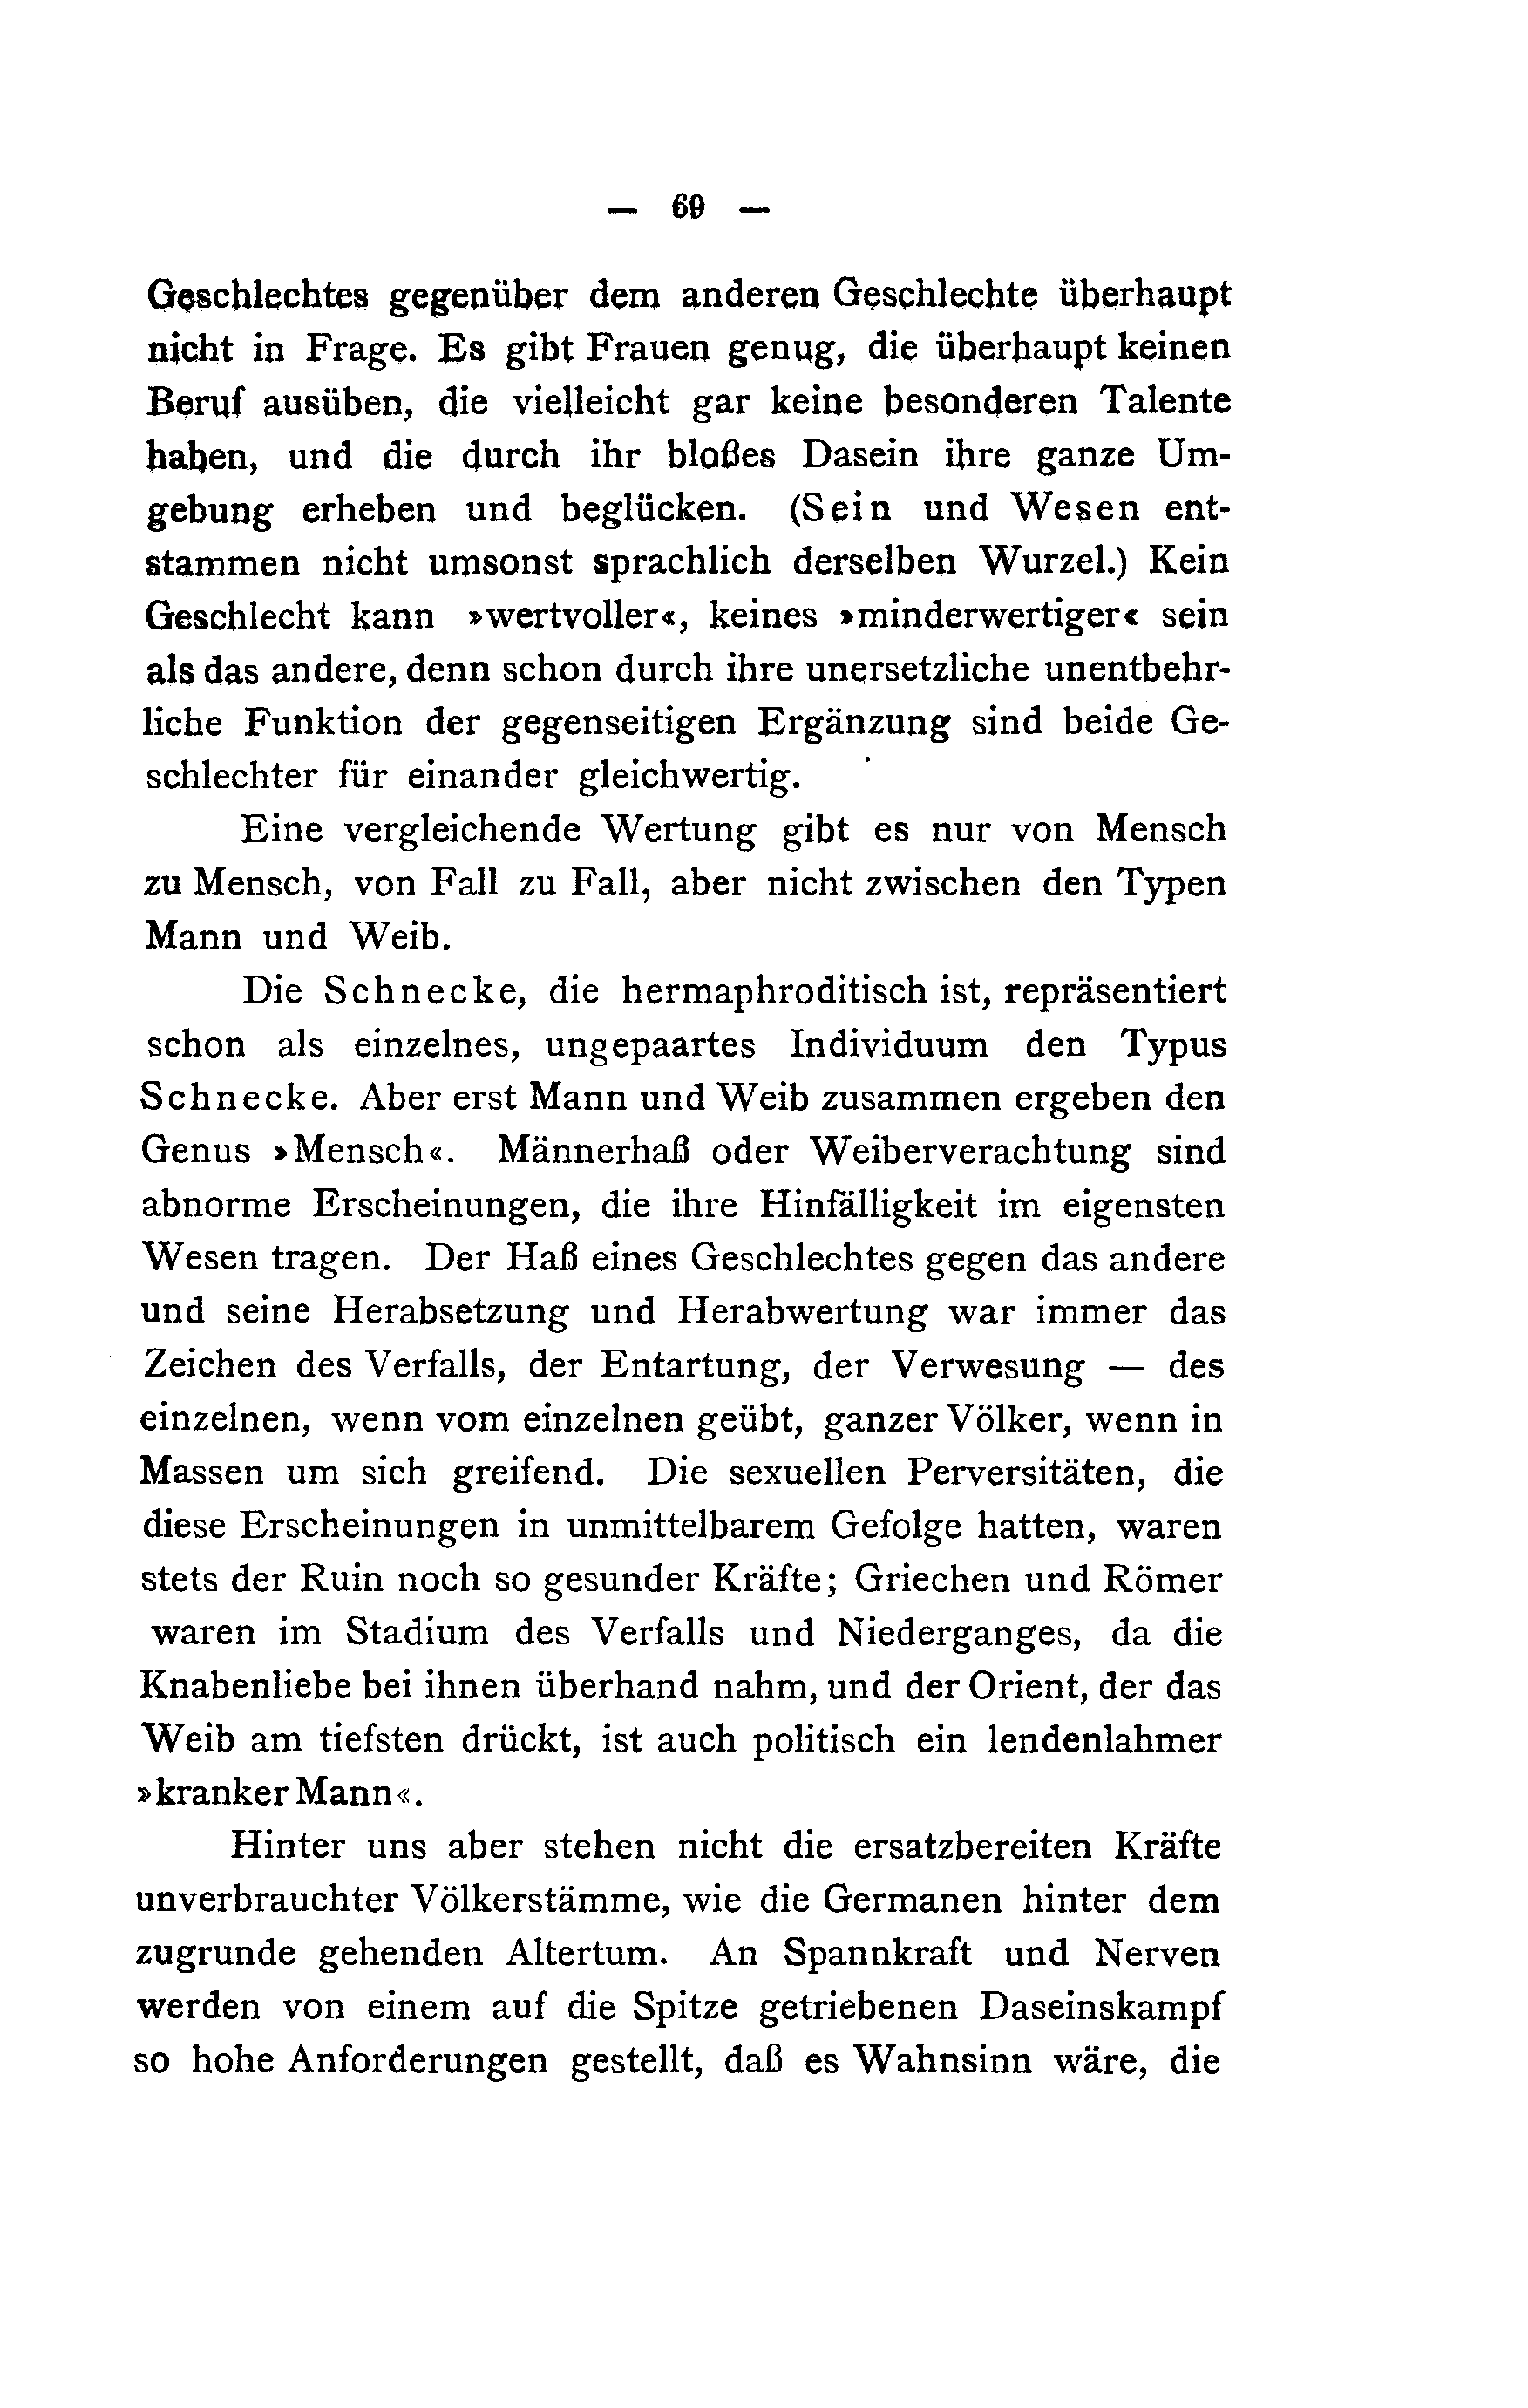 — 69 —
Geschlechtes gegenüber dem anderen Geschlechte überhaupt
nicht in Frage. Es gibt Frauen genug, die überhaupt keinen
Beruf ausüben, die vielleicht gar keine besonderen Talente
haben, und die durch ihr bloßes Dasein ihre ganze Um-
gebung erheben und beglücken. (Sein und Wesen ent-
stammen nicht umsonst sprachlich derselben Wurzel.) Kein
Geschlecht kann »wertvoller«, keines »minderwertiger« sein
als das andere, denn schon durch ihre unersetzliche unentbehr-
liche Funktion der gegenseitigen Ergänzung sind beide Ge-
schlechter für einander gleichwertig.
Eine vergleichende Wertung gibt es nur von Mensch
zu Mensch, von Fall zu Fall, aber nicht zwischen den Typen
Mann und Weib.
Die Schnecke, die hermaphroditisch ist, repräsentiert
schon als einzelnes, ungepaartes Individuum den Typus
Schnecke. Aber erst Mann und Weib zusammen ergeben den
Genus »Mensch«. Männerhaß oder Weiberverachtung sind
abnorme Erscheinungen, die ihre Hinfälligkeit im eigensten
Wesen tragen. Der Haß eines Geschlechtes gegen das andere
und seine Herabsetzung und Herabwertung war immer das
Zeichen des Verfalls, der Entartung, der Verwesung — des
einzelnen, wenn vom einzelnen geübt, ganzer Völker, wenn in
Massen um sich greifend. Die sexuellen Perversitäten, die
diese Erscheinungen in unmittelbarem Gefolge hatten, waren
stets der Ruin noch so gesunder Kräfte; Griechen und Römer
waren im Stadium des Verfalls und Niederganges, da die
Knabenliebe bei ihnen überhand nahm, und der Orient, der das
Weib am tiefsten drückt, ist auch politisch ein lendenlahmer
»kranker Mann«.
Hinter uns aber stehen nicht die ersatzbereiten Kräfte
unverbrauchter Völkerstämme, wie die Germanen hinter dem
zugrunde gehenden Altertum. An Spannkraft und Nerven
werden von einem auf die Spitze getriebenen Daseinskampf
so hohe Anforderungen gestellt, daß es Wahnsinn wäre, die